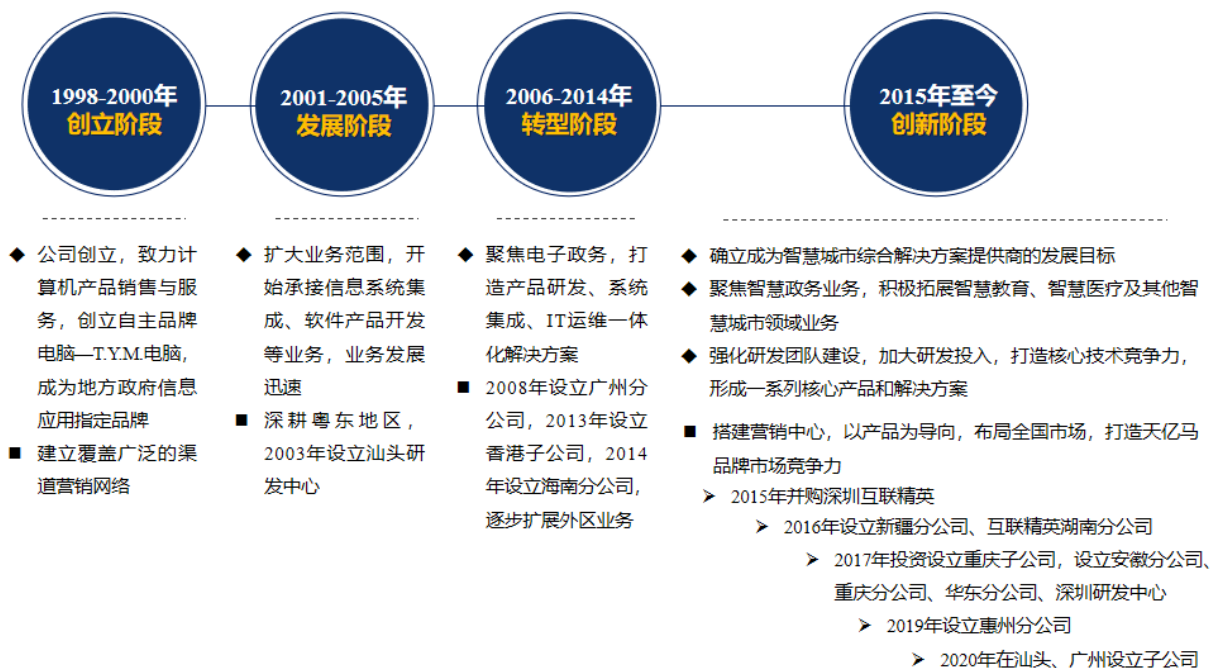 1998-2000年
创立阶段
2001-2005年
发展阶段
2006-2014年
转型阶段
2015年至今
创新阶段
◆ 公司创立，致力计
算机产品销售与服
务，创立自主品牌
电脑—T.Y.M.电脑，
成为地方政府信息
应用指定品牌
■ 建立覆盖广泛的渠
道营销网络
◆ 扩大业务范围，开
始承接信息系统集
成、软件产品开发
等业务，业务发展
迅速
■ 深耕粤东地区，
2003年设立汕头研
发中心
◆ 聚焦电子政务，打
造产品研发、系统
集成、IT运维一体
化解决方案
■ 2008年设立广州分
公司，2013年设立
香港子公司，2014
年设立海南分公司，
逐步扩展外区业务
◆ 确立成为智慧城市综合解决方案提供商的发展目标
◆ 聚焦智慧政务业务，积极拓展智慧教育、智慧医疗及其他智
慧城市领域业务
◆ 强化研发团队建设，加大研发投入，打造核心技术竞争力，
形成一系列核心产品和解决方案
■ 搭建营销中心，以产品为导向，布局全国市场，打造天亿马
品牌市场竞争力
➢ 2015年并购深圳互联精英
➢ 2016年设立新疆分公司、互联精英湖南分公司
➢ 2017年投资设立重庆子公司，设立安徽分公司、
重庆分公司、华东分公司、深圳研发中心
➢ 2019年设立惠州分公司
➢ 2020年在汕头、广州设立子公司